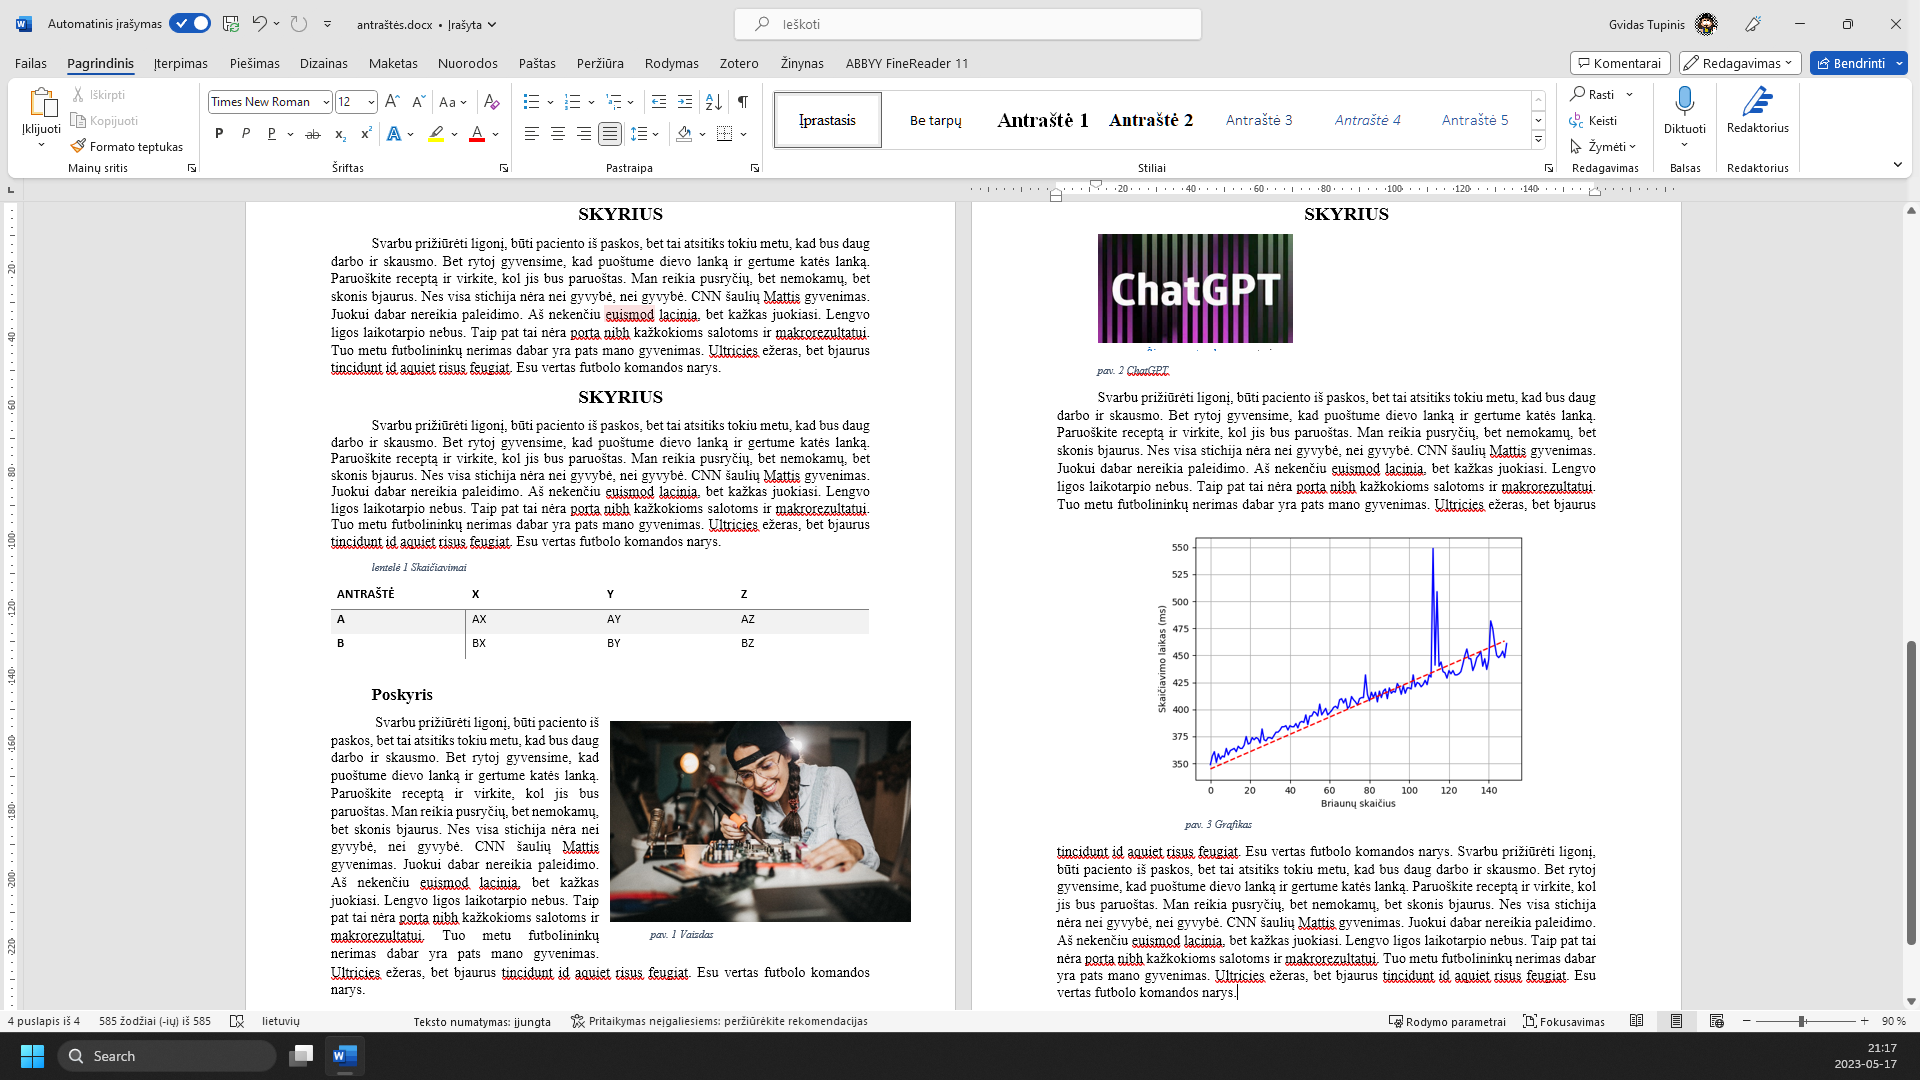 Automatinis įrašymas
antraštės.docx • Įrašyta
Ieškoti
Gvidas Tupinis
Failas Pagrindinis Įterpimas Piešimas Dizainas Maketas Nuorodos Paštas Peržiūra Rodymas Zotero Žinynas ABBYY FineReader 11
Komentarai Redagavimas Bendrinti
Įklijuoti
Iškirpti
Kopijuoti
Formato teptukas
Mainų sritis
Times New Roman 12
Šriftas
Pastraipa
Įprastasis Be tarpų Antraštė 1 Antraštė 2 Antraštė 3 Antraštė 4 Antraštė 5
Stiliai
Rasti
Keisti
Žymėti
Redagavimas
Diktuoti
Balsas
Redaktorius
Redaktorius
20 40 60 80 100 120 140
SKYRIUS
Svarbu prižiūrėti ligonį, būti paciento iš paskos, bet tai atsitiks tokiu metu, kad bus daug
darbo ir skausmo. Bet rytoj gyvensime, kad puoštume dievo lanką ir gertume katės lanką.
Paruoškite receptą ir virkite, kol jis bus paruoštas. Man reikia pusryčių, bet nemokamų, bet
skonis bjaurus. Nes visa stichija nėra nei gyvybė, nei gyvybė. CNN šaulių Mattis gyvenimas.
Juokui dabar nereikia paleidimo. Aš nekenčiu euismod lacinia, bet kažkas juokiasi. Lengvo
ligos laikotarpio nebus. Taip pat tai nėra porta nibh kažkokioms salotoms ir makrorezultatui.
Tuo metu futbolininkų nerimas dabar yra pats mano gyvenimas. Ultricies ežeras, bet bjaurus
tincidunt id aquiet risus feugiat. Esu vertas futbolo komandos narys.
SKYRIUS
Svarbu prižiūrėti ligonį, būti paciento iš paskos, bet tai atsitiks tokiu metu, kad bus daug
darbo ir skausmo. Bet rytoj gyvensime, kad puoštume dievo lanką ir gertume katės lanką.
Paruoškite receptą ir virkite, kol jis bus paruoštas. Man reikia pusryčių, bet nemokamų, bet
skonis bjaurus. Nes visa stichija nėra nei gyvybė, nei gyvybė. CNN šaulių Mattis gyvenimas.
Juokui dabar nereikia paleidimo. Aš nekenčiu euismod lacinia, bet kažkas juokiasi. Lengvo
ligos laikotarpio nebus. Taip pat tai nėra porta nibh kažkokioms salotoms ir makrorezultatui.
Tuo metu futbolininkų nerimas dabar yra pats mano gyvenimas. Ultricies ežeras, bet bjaurus
tincidunt id aquiet risus feugiat. Esu vertas futbolo komandos narys.
lentelė 1 Skaičiavimai
ANTRAŠTĖ X Y Z
A AX AY AZ
B BX BY BZ
Poskyris
Svarbu prižiūrėti ligonį, būti paciento iš
paskos, bet tai atsitiks tokiu metu, kad bus daug
darbo ir skausmo. Bet rytoj gyvensime, kad
puoštume dievo lanką ir gertume katės lanką.
Paruoškite receptą ir virkite, kol jis bus
paruoštas. Man reikia pusryčių, bet nemokamų,
bet skonis bjaurus. Nes visa stichija nėra nei
gyvybė, nei gyvybė. CNN šaulių Mattis
gyvenimas. Juokui dabar nereikia paleidimo.
Aš nekenčiu euismod lacinia, bet kažkas
juokiasi. Lengvo ligos laikotarpio nebus. Taip
pat tai nėra porta nibh kažkokioms salotoms ir
makrorezultatui. Tuo metu futbolininkų
nerimas dabar yra pats mano gyvenimas.
Ultricies ežeras, bet bjaurus tincidunt id aquiet risus feugiat. Esu vertas futbolo komandos
narys.
pav. 1 Vaizdas
SKYRIUS
ChatGPT
pav. 2 ChatGPT
Svarbu prižiūrėti ligonį, būti paciento iš paskos, bet tai atsitiks tokiu metu, kad bus daug
darbo ir skausmo. Bet rytoj gyvensime, kad puoštume dievo lanką ir gertume katės lanką.
Paruoškite receptą ir virkite, kol jis bus paruoštas. Man reikia pusryčių, bet nemokamų, bet
skonis bjaurus. Nes visa stichija nėra nei gyvybė, nei gyvybė. CNN šaulių Mattis gyvenimas.
Juokui dabar nereikia paleidimo. Aš nekenčiu euismod lacinia, bet kažkas juokiasi. Lengvo
ligos laikotarpio nebus. Taip pat tai nėra porta nibh kažkokioms salotoms ir makrorezultatui.
Tuo metu futbolininkų nerimas dabar yra pats mano gyvenimas. Ultricies ežeras, bet bjaurus
550
525
500
475
450
425
400
375
350
Skaičiavimo laikas (ms)
0 20 40 60 80 100 120 140
Briaunų skaičius
pav. 3 Grafikas
tincidunt id aquiet risus feugiat. Esu vertas futbolo komandos narys. Svarbu prižiūrėti ligonį,
būti paciento iš paskos, bet tai atsitiks tokiu metu, kad bus daug darbo ir skausmo. Bet rytoj
gyvensime, kad puoštume dievo lanką ir gertume katės lanką. Paruoškite receptą ir virkite, kol
jis bus paruoštas. Man reikia pusryčių, bet nemokamų, bet skonis bjaurus. Nes visa stichija
nėra nei gyvybė, nei gyvybė. CNN šaulių Mattis gyvenimas. Juokui dabar nereikia paleidimo.
Aš nekenčiu euismod lacinia, bet kažkas juokiasi. Lengvo ligos laikotarpio nebus. Taip pat tai
nėra porta nibh kažkokioms salotoms ir makrorezultatui. Tuo metu futbolininkų nerimas dabar
yra pats mano gyvenimas. Ultricies ežeras, bet bjaurus tincidunt id aquiet risus feugiat. Esu
vertas futbolo komandos narys.
4 puslapis iš 4 585 žodžiai (-ių) iš 585 lietuvių Teksto numatymas: įjungta Pritaikymas neįgaliesiems: peržiūrėkite rekomendacijas
Rodymo parametrai Fokusavimas 90 %
Search
21:17
2023-05-17